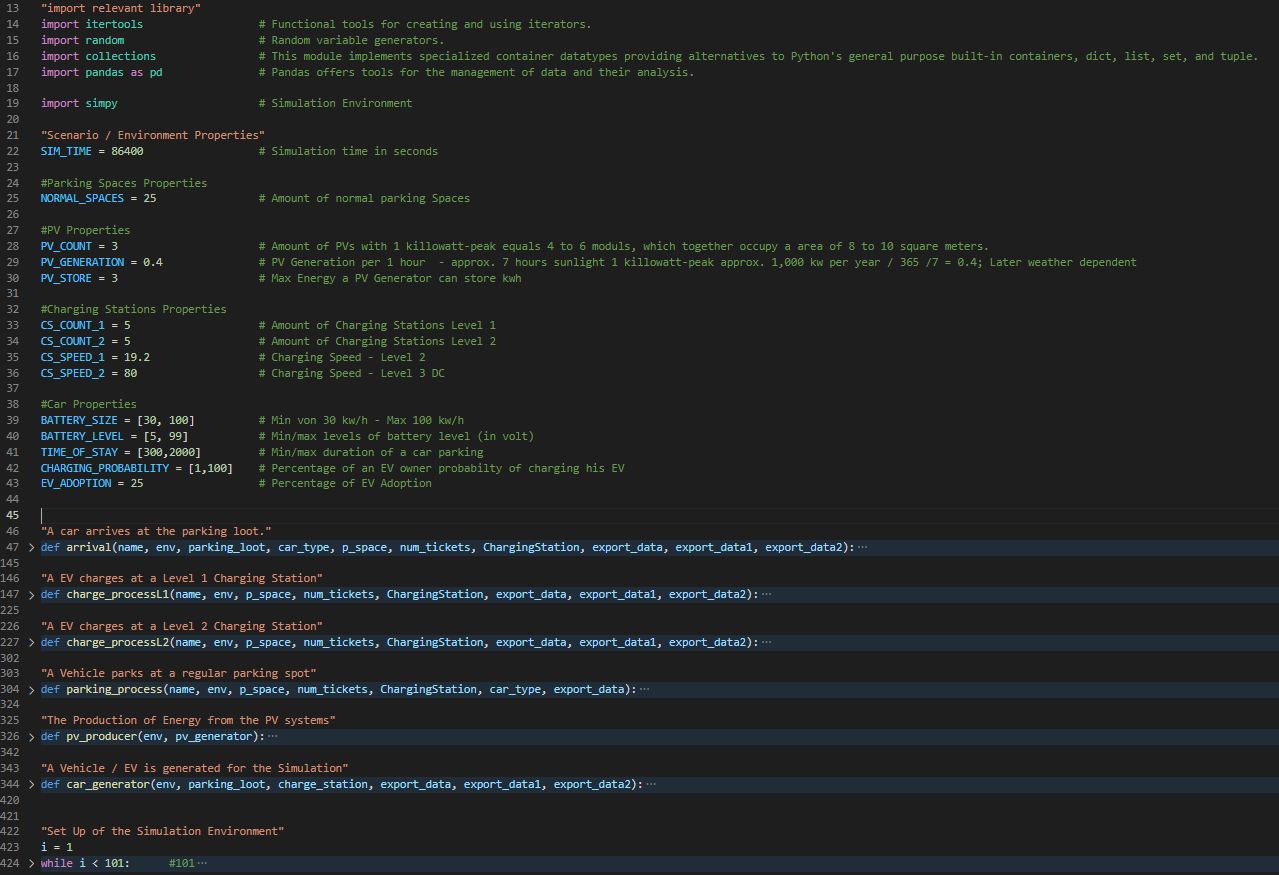 13 "import relevant library"
14 import itertools # Functional tools for creating and using iterators.
15 import random # Random variable generators.
16 import collections # This module implements specialized container datatypes providing alternatives to Python's general purpose built-in containers, dict, list, set, and tuple.
17 import pandas as pd # Pandas offers tools for the management of data and their analysis.
18
19 import simpy # Simulation Environment
20
21 "Scenario / Environment Properties"
22 SIM_TIME = 86400 # Simulation time in seconds
23
24 #Parking Spaces Properties
25 NORMAL_SPACES = 25 # Amount of normal parking Spaces
26
27 #PV Properties
28 PV_COUNT = 3 # Amount of PVs with 1 killowatt-peak equals 4 to 6 moduls, which together occupy a area of 8 to 10 square meters.
29 PV_GENERATION = 0.4 # PV Generation per 1 hour - approx. 7 hours sunlight 1 killowatt-peak approx. 1,000 kw per year / 365 /7 = 0.4; Later weather dependent
30 PV_STORE = 3 # Max Energy a PV Generator can store kwh
31
32 #Charging Stations Properties
33 CS_COUNT_1 = 5 # Amount of Charging Stations Level 1
34 CS_COUNT_2 = 5 # Amount of Charging Stations Level 2
35 CS_SPEED_1 = 19.2 # Charging Speed - Level 2
36 CS_SPEED_2 = 80 # Charging Speed - Level 3 DC
37
38 #Car Properties
39 BATTERY_SIZE = [30, 100] # Min von 30 kw/h - Max 100 kw/h
40 BATTERY_LEVEL = [5, 99] # Min/max levels of battery level (in volt)
41 TIME_OF_STAY = [300,2000] # Min/max duration of a car parking
42 CHARGING_PROBABILITY = [1,100] # Percentage of an EV owner probabilty of charging his EV
43 EV_ADOPTION = 25 # Percentage of EV Adoption
44
45
46 "A car arrives at the parking loot."
47 > def arrival(name, env, parking_loot, car_type, p_space, num_tickets, ChargingStation, export_data, export_data1, export_data2): ...
145
146 "A EV charges at a Level 1 Charging Station"
147 > def charge_processL1(name, env, p_space, num_tickets, ChargingStation, export_data, export_data1, export_data2): ...
225
226 "A EV charges at a Level 2 Charging Station"
227 > def charge_processL2(name, env, p_space, num_tickets, ChargingStation, export_data, export_data1, export_data2): ...
302
303 "A Vehicle parks at a regular parking spot"
304 > def parking_process(name, env, p_space, num_tickets, ChargingStation, car_type, export_data): ...
324
325 "The Production of Energy from the PV systems"
326 > def pv_producer(env, pv_generator): ...
342
343 "A Vehicle / EV is generated for the Simulation"
344 > def car_generator(env, parking_loot, charge_station, export_data, export_data1, export_data2): ...
420
421
422 "Set Up of the Simulation Environment"
423 i = 1
424 > while i < 101: #101 ...